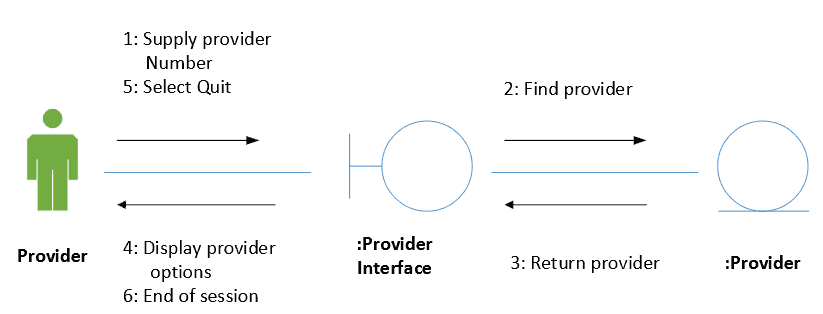 1: Supply provider
Number
5: Select Quit
2: Find provider
Provider
4: Display provider
options
6: End of session
:Provider
Interface
3: Return provider
:Provider